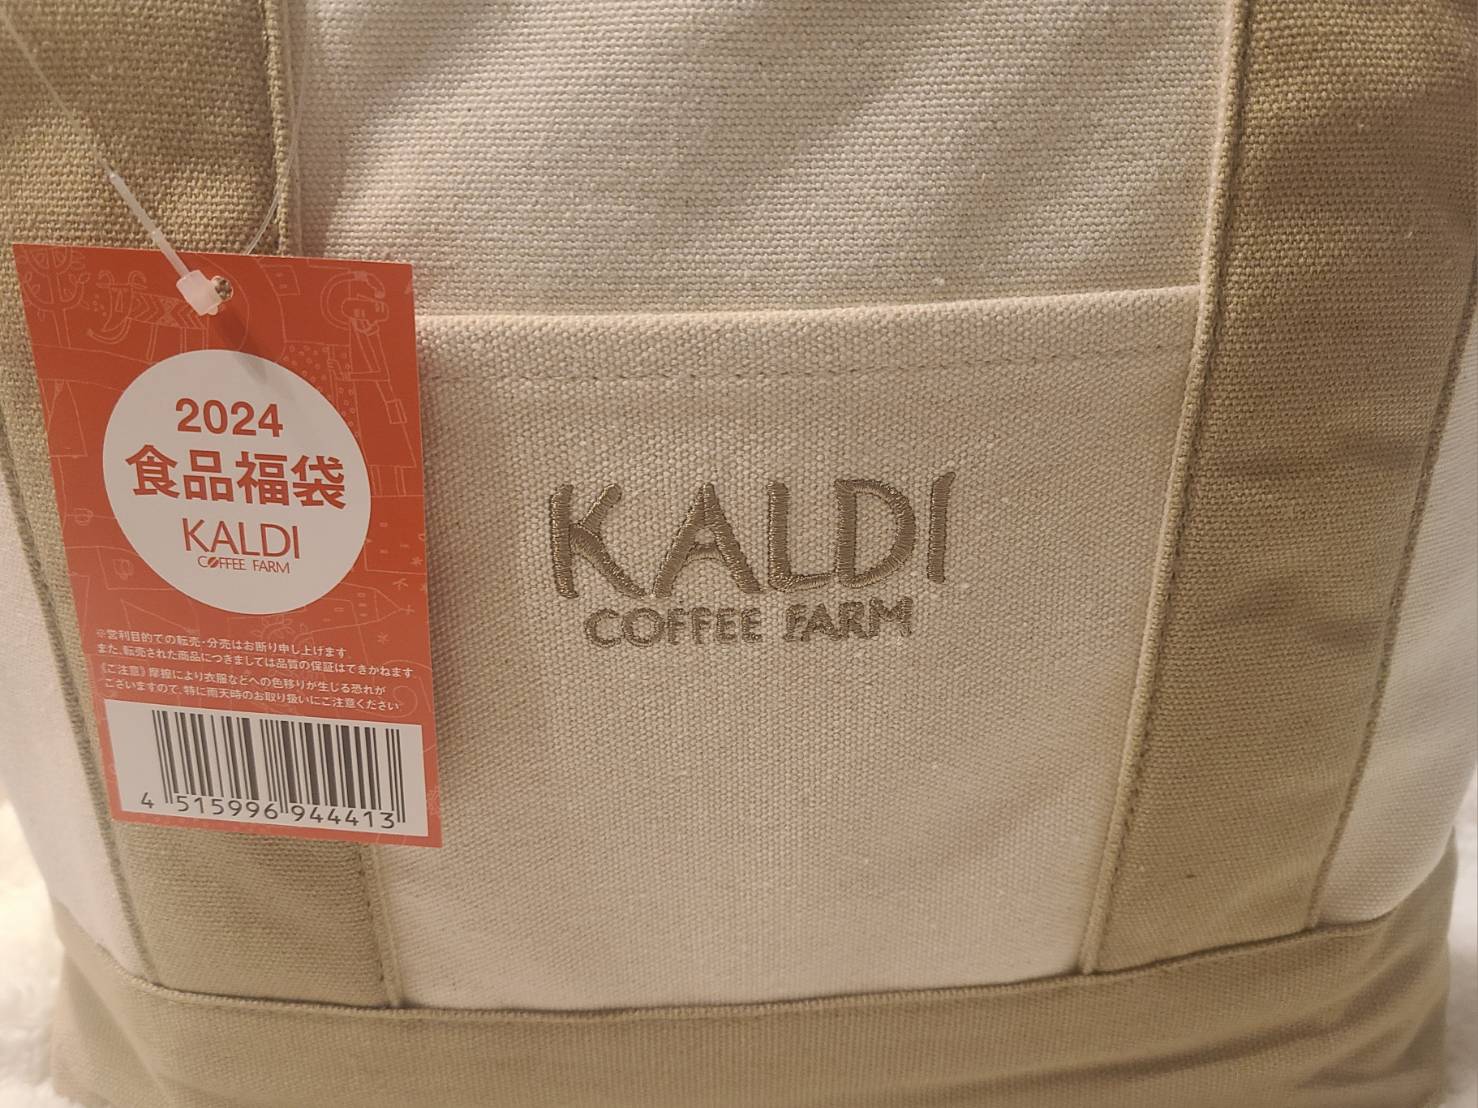 2024
食品福袋
KALDI
COFFEE FARM
※営利目的での転売・分売はお断り申し上げます。
また、転売された商品につきましては品質の保証はできかねます
《ご注意》摩擦により衣服などへの色移りが生じる恐れが
ございますので、特に雨天時のお取り扱いにご注意ください
4 515996 944413
KALDI
COFFEE FARM